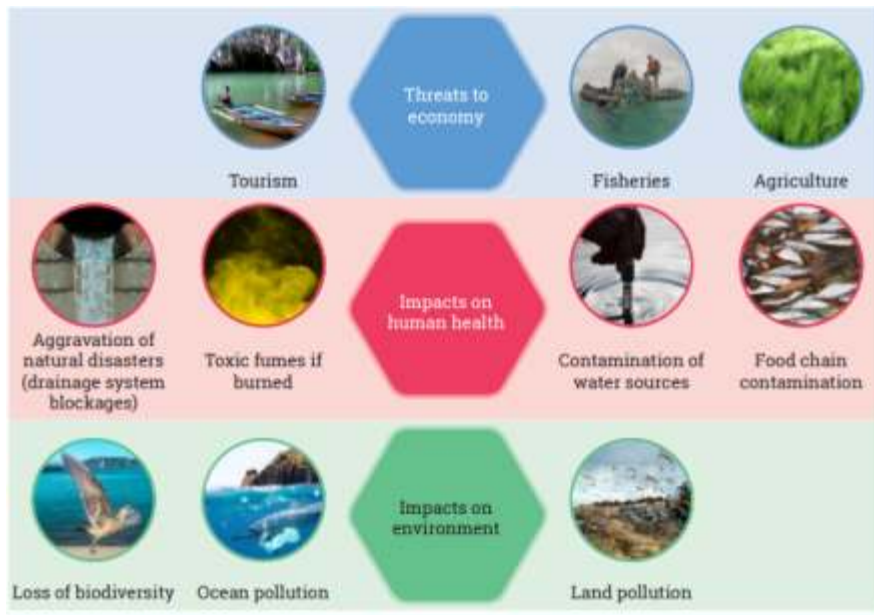 Threats to
economy
Tourism
Fisheries
Agriculture
Impacts on
human health
Aggravation of
natural disasters
(drainage system
blockages)
Toxic fumes if
burned
Contamination of
water sources
Food chain
contamination
Impacts on
environment
Loss of biodiversity
Ocean pollution
Land pollution